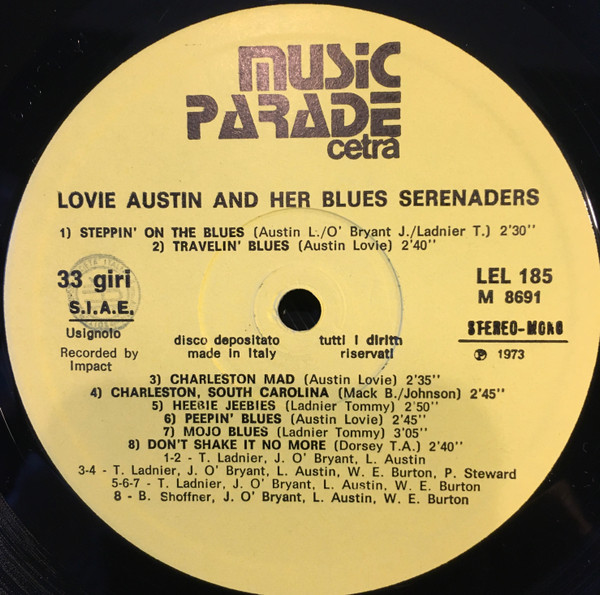 MUSIC
PARADE
cetra
LOVIE AUSTIN AND HER BLUES SERENADERS
1) STEPPIN' ON THE BLUES (Austin L./O' Bryant J./Ladnier T.) 2'30''
2) TRAVELIN' BLUES (Austin Lovie) 2'40''
33 giri
S.I.A.E.
Usignolo
Recorded by
Impact
disco depositato
made in Italy
tutti i diritti
riservati
LEL 185
M 8691
STEREO-MONO
℗ 1973
3) CHARLESTON MAD (Austin Lovie) 2'35''
4) CHARLESTON, SOUTH CAROLINA (Mack B./Johnson) 2'45''
5) HEEBIE JEEBIES (Ladnier Tommy) 2'50''
6) PEEPIN' BLUES (Austin Lovie) 2'45''
7) MOJO BLUES (Ladnier Tommy) 3'05''
8) DON'T SHAKE IT NO MORE (Dorsey T.A.) 2'40''
1-2 - T. Ladnier, J. O' Bryant, L. Austin
3-4 - T. Ladnier, J. O' Bryant, L. Austin, W. E. Burton, P. Steward
5-6-7 - T. Ladnier, J. O' Bryant, L. Austin, W. E. Burton
8 - B. Shoffner, J. O' Bryant, L. Austin, W. E. Burton